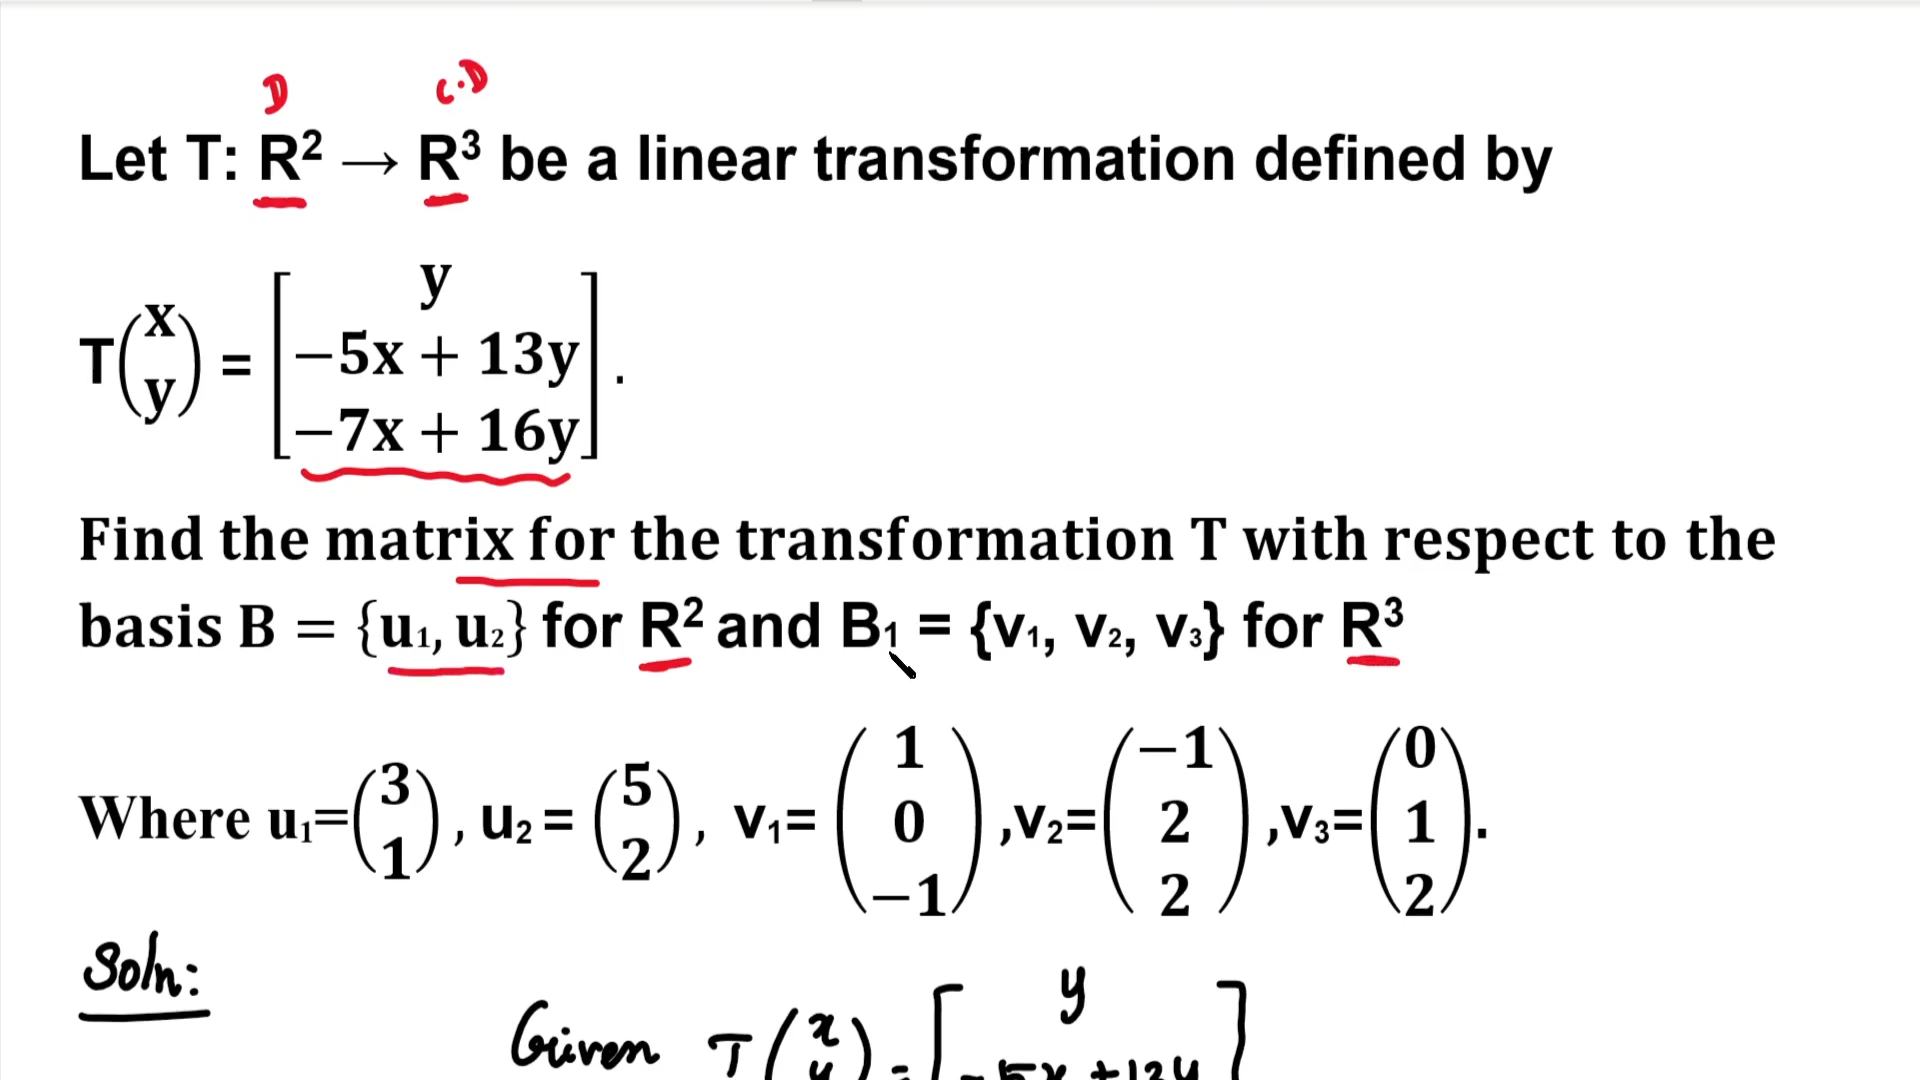 D C.D
Let T: R² → R³ be a linear transformation defined by
T(x y) = [y
−5x + 13y
−7x + 16y].
Find the matrix for the transformation T with respect to the
basis B = {u₁, u₂} for R² and B₁ = {v₁, v₂, v₃} for R³
Where u₁=(3 1), u₂ = (5 2), v₁=(1 0 −1),v₂=(−1 2 2),v₃=(0 1 2).
Soln:
Given T(x y) = [y
-5x +13y]